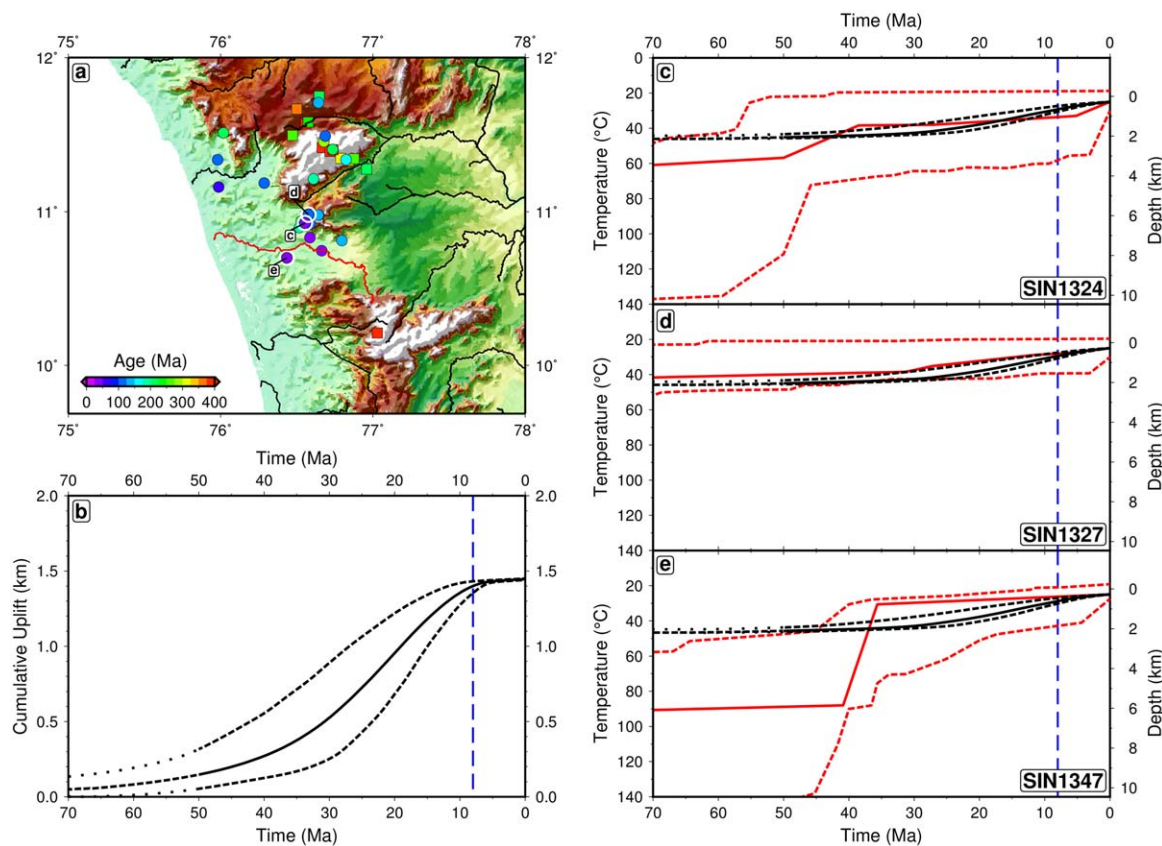 75° 76° 77° 78°
12° 12°
a
11° 11°
10° 10°
d
c
e
Age (Ma)
0 100 200 300 400
75° 76° 77° 78°
Time (Ma)
70 60 50 40 30 20 10 0
b
Cumulative Uplift (km)
2.0 2.0
1.5 1.5
1.0 1.0
0.5 0.5
0.0 0.0
70 60 50 40 30 20 10 0
Time (Ma)
Time (Ma)
70 60 50 40 30 20 10 0
c
Temperature (°C)
0
20 0
40 2
60 4
80 6
100 8
120
140 10
Depth (km)
SIN1324
d
Temperature (°C)
20 0
40 2
60 4
80 6
100 8
120
140 10
Depth (km)
SIN1327
e
Temperature (°C)
20 0
40 2
60 4
80 6
100 8
120
140 10
Depth (km)
SIN1347
70 60 50 40 30 20 10 0
Time (Ma)